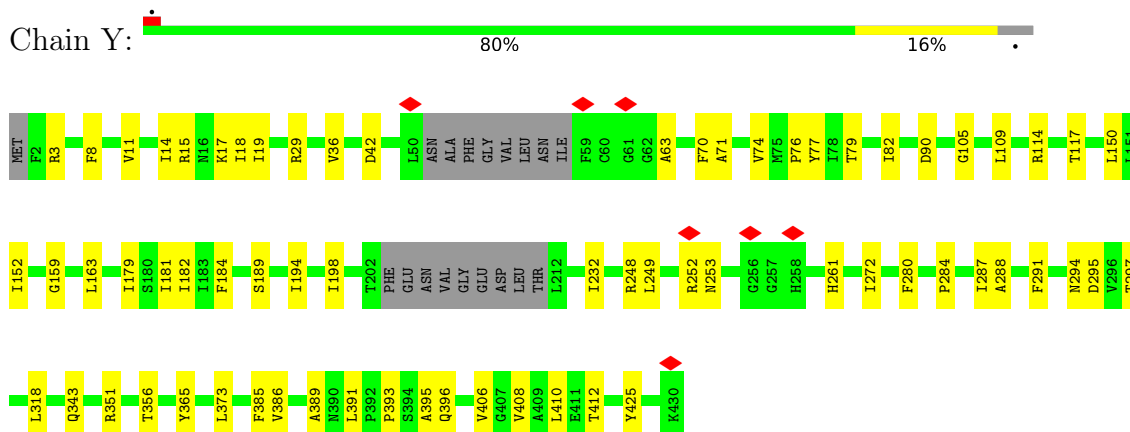 Chain Y:
80% 16% •
MET F2 R3 F8 V11 I14 R15 N16 K17 I18 I19 R29 V36 D42 L50 ASN ALA PHE GLY VAL LEU ASN ILE F59 C60 G61 G62 A63 F70 A71 V74 M75 P76 Y77 I78 T79 I82 D90 G105 L109 R114 T117 L150 L151
I152 G159 L163 I179 S180 I181 I182 I183 F184 S189 I194 I198 T202 PHE GLU ASN VAL GLY GLU ASP LEU THR L212 I232 R248 L249 R252 N253 G256 G257 H258 H261 I272 F280 P284 I287 A288 F291 N294 D295 V296 T297
L318 Q343 R351 T356 Y365 L373 F385 V386 A389 N390 L391 P392 P393 S394 A395 Q396 V406 G407 V408 A409 L410 E411 T412 Y425 K430